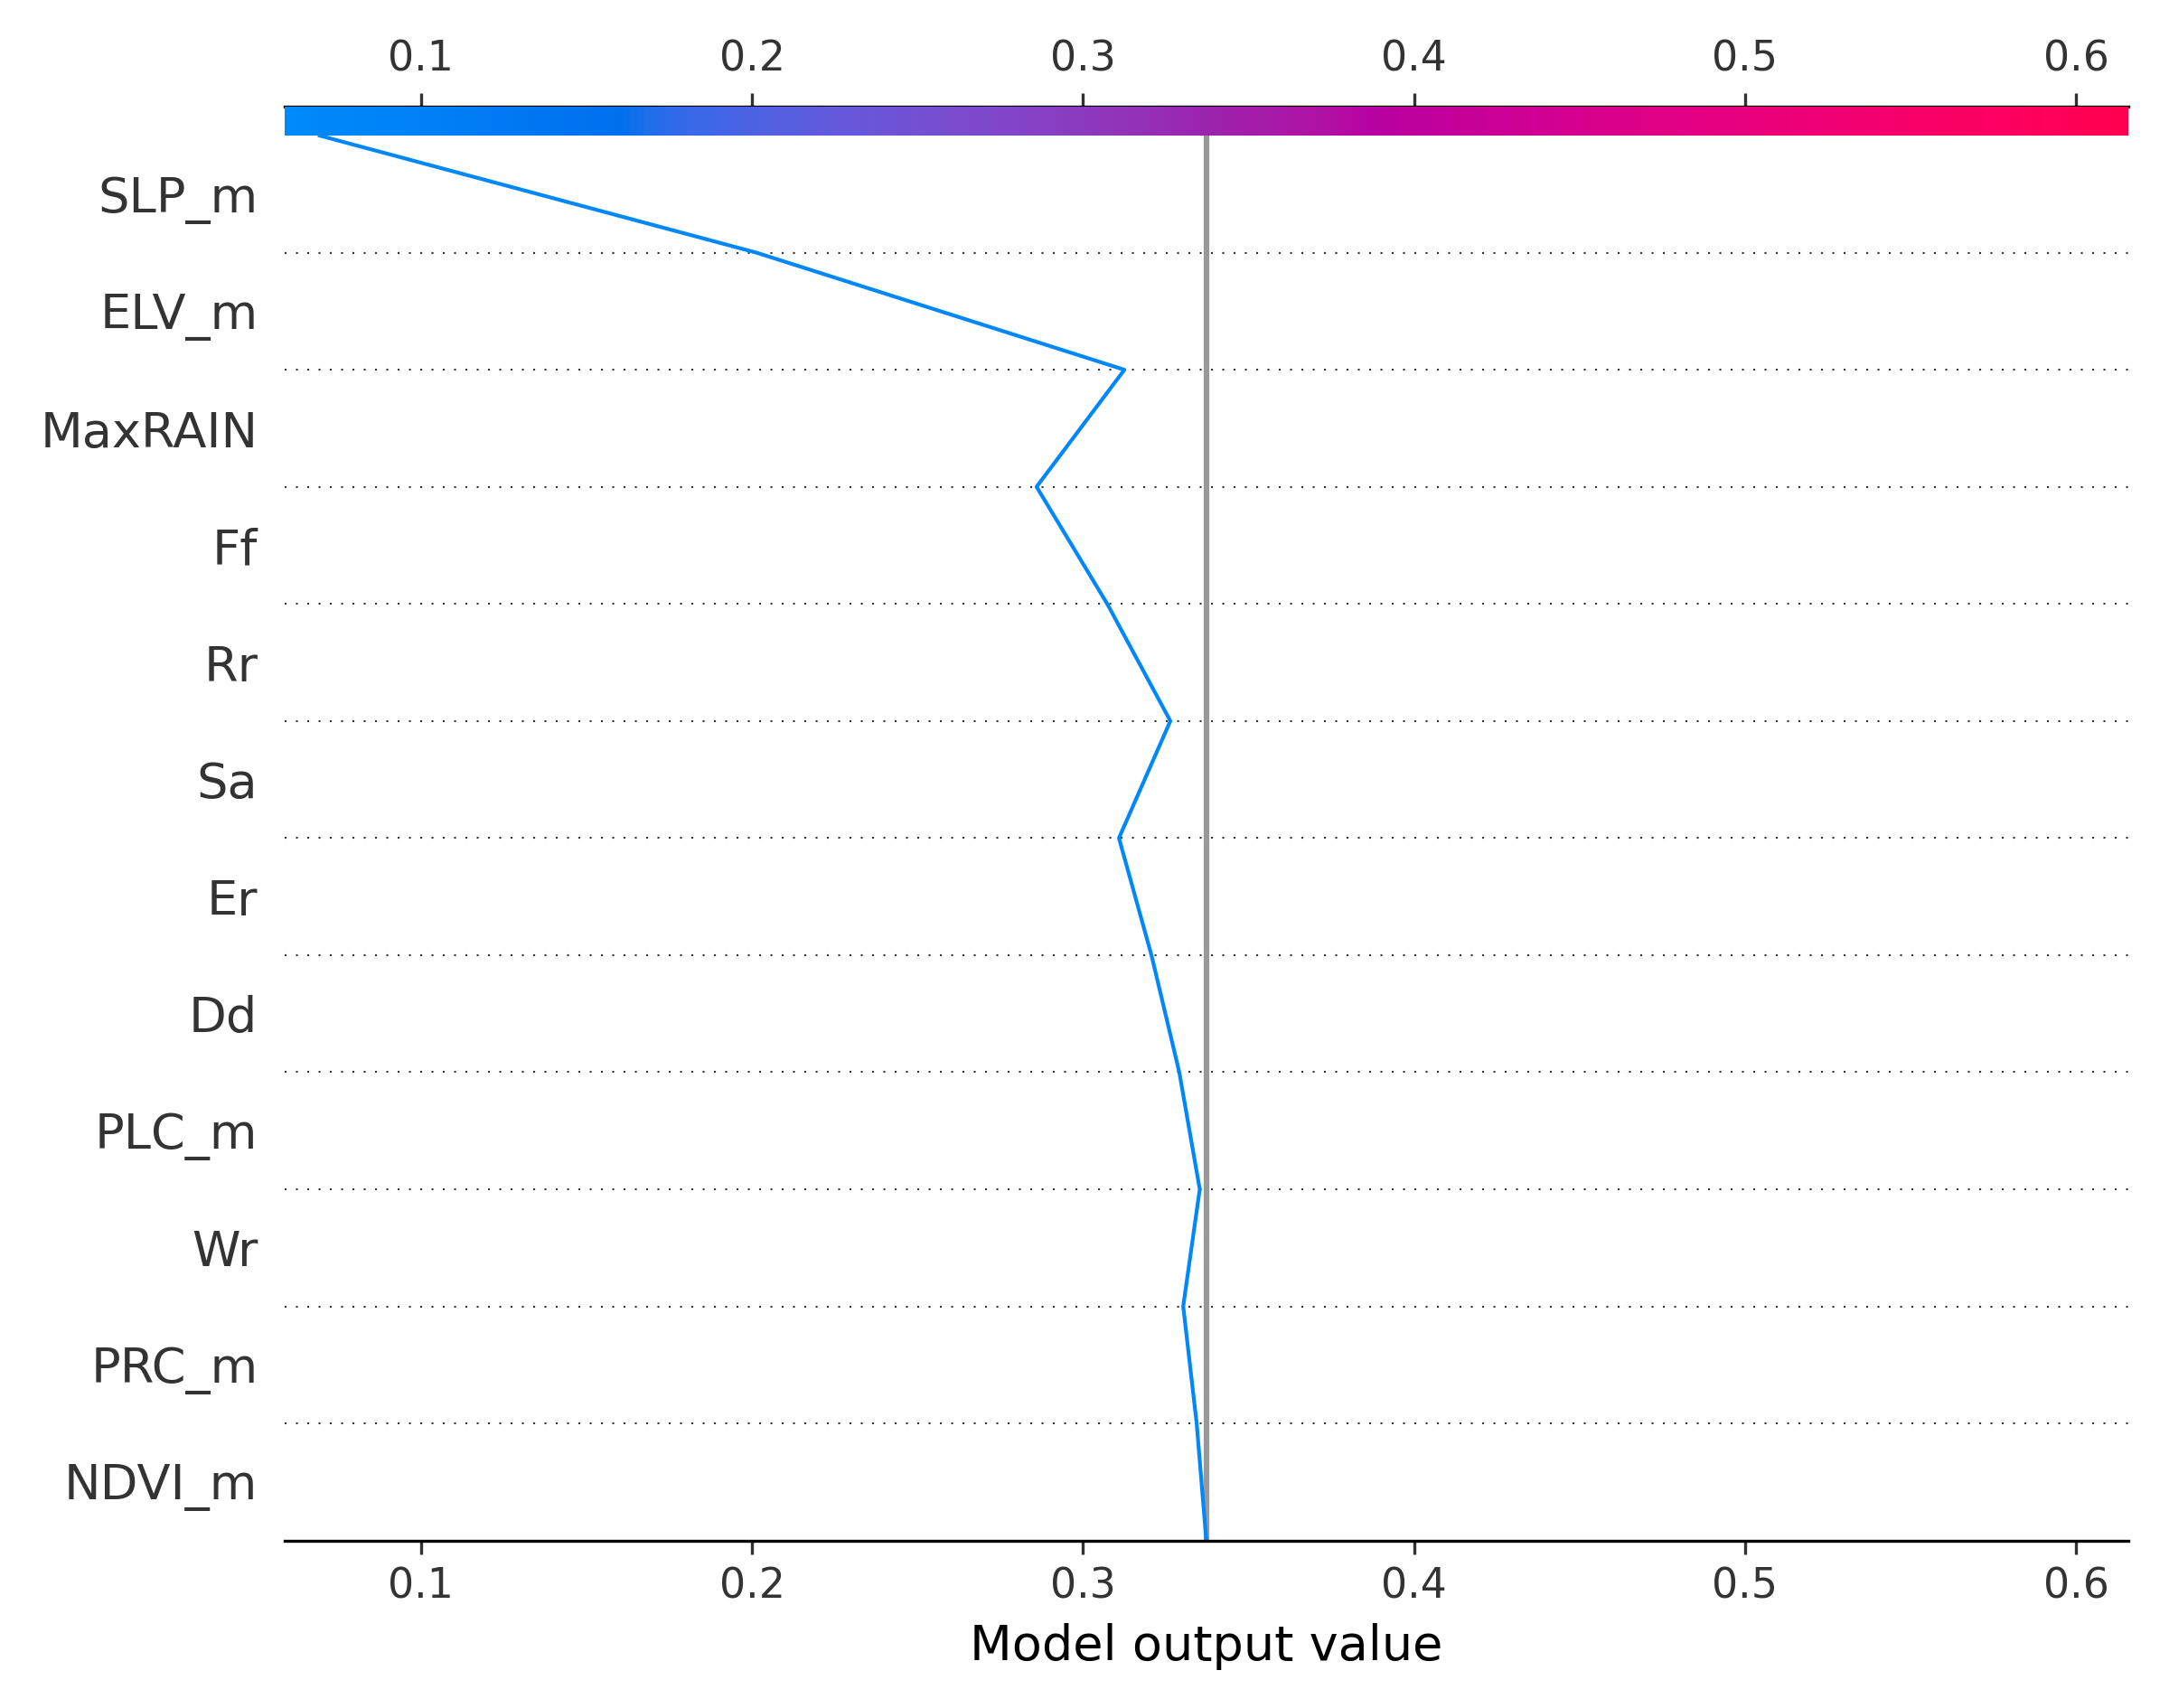 0.1 0.2 0.3 0.4 0.5 0.6
SLP_m
ELV_m
MaxRAIN
Ff
Rr
Sa
Er
Dd
PLC_m
Wr
PRC_m
NDVI_m
0.1 0.2 0.3 0.4 0.5 0.6
Model output value